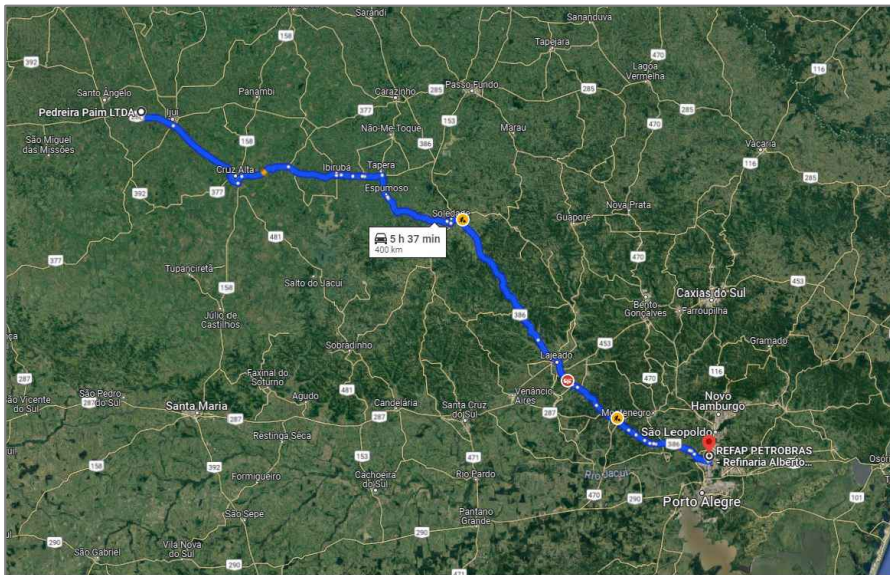 Sarandi
Sananduva
158
470
Tapejara
392
Lagoa
Vermelha
116
Santo Ângelo
Panambi
Carazinho
285
Passo Fundo
Pedreira Paim LTDA
Ijuí
377
153
Não-Me-Toque
Marau
386
São Miguel
das Missões
158
Vacaria
116
285
Cruz Alta
Ibirubá
Tapera
Espumoso
392
377
Nova Prata
Soledade
Guaporé
481
5 h 37 min
400 km
470
377
Tupanciretã
Salto do Jacuí
453
158
Caxias do Sul
Bento
Gonçalves
Farroupilha
Júlio de
Castilhos
386
Gramado
Sobradinho
453
Lajeado
116
287
Faxinal do
Soturno
470
481
São Vicente
do Sul
São Pedro
do Sul
287
Agudo
Candelária
Venâncio
Aires
Novo
Hamburgo
Santa Maria
287
Santa Cruz
do Sul
287
Montenegro
São Leopoldo
Restinga Seca
386
REFAP PETROBRAS
- Refinaria Alberto...
471
158
392
153
Rio Jacuí
Formigueiro
Cachoeira
do Sul
Rio Pardo
470
290
Porto Alegre
101
São Sepé
Pantano
Grande
290
290
Vila Nova
do Sul
290
São Gabriel
471